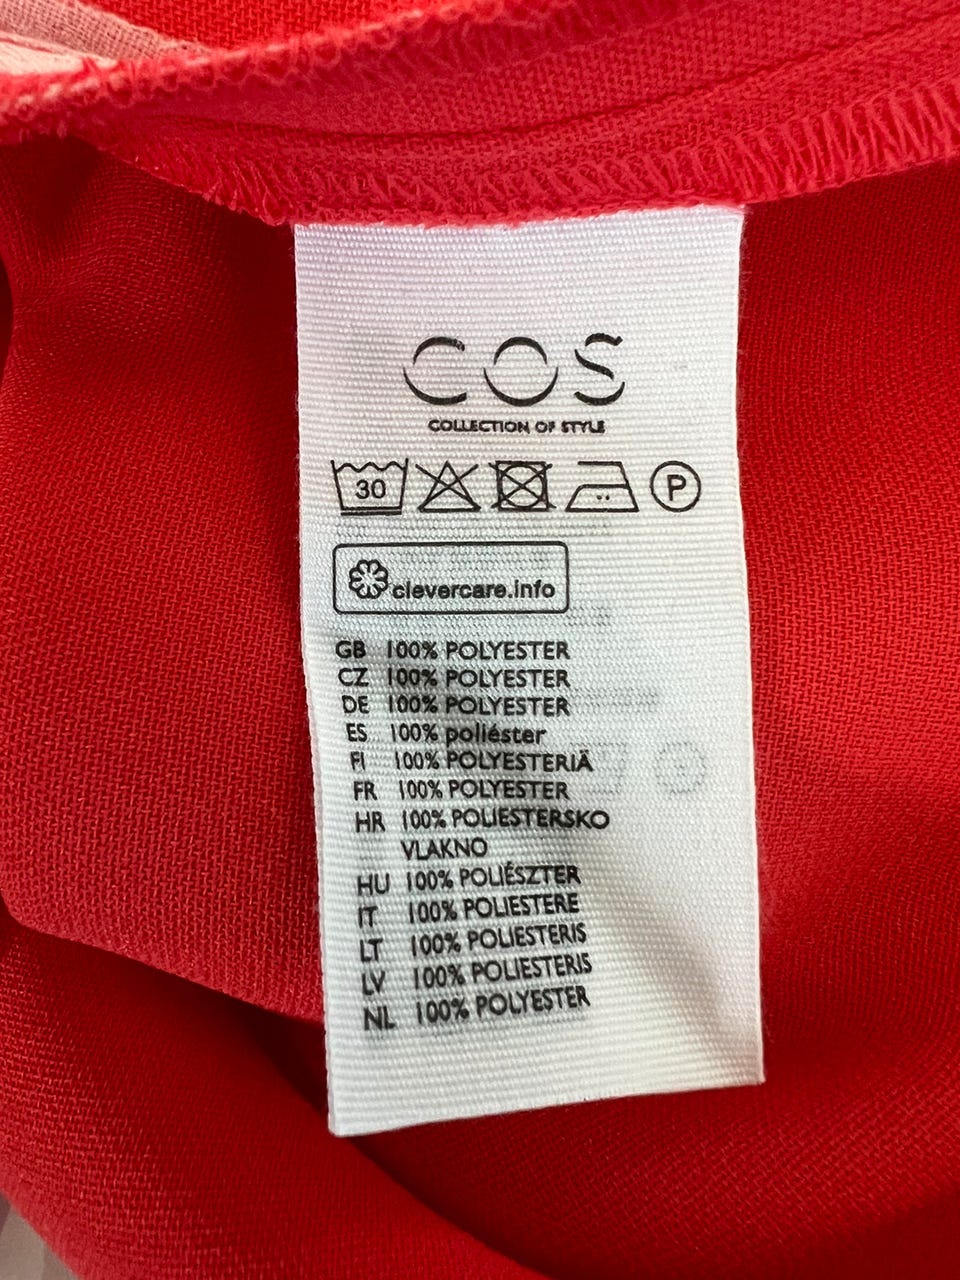 COS
COLLECTION OF STYLE
30 P
clevercare.info
GB 100% POLYESTER
CZ 100% POLYESTER
DE 100% POLYESTER
ES 100% poliéster
FI 100% POLYESTERIÄ
FR 100% POLYESTER
HR 100% POLIESTERSKO
VLAKNO
HU 100% POLIÉSZTER
IT 100% POLIESTERE
LT 100% POLIESTERIS
LV 100% POLIESTERIS
NL 100% POLYESTER